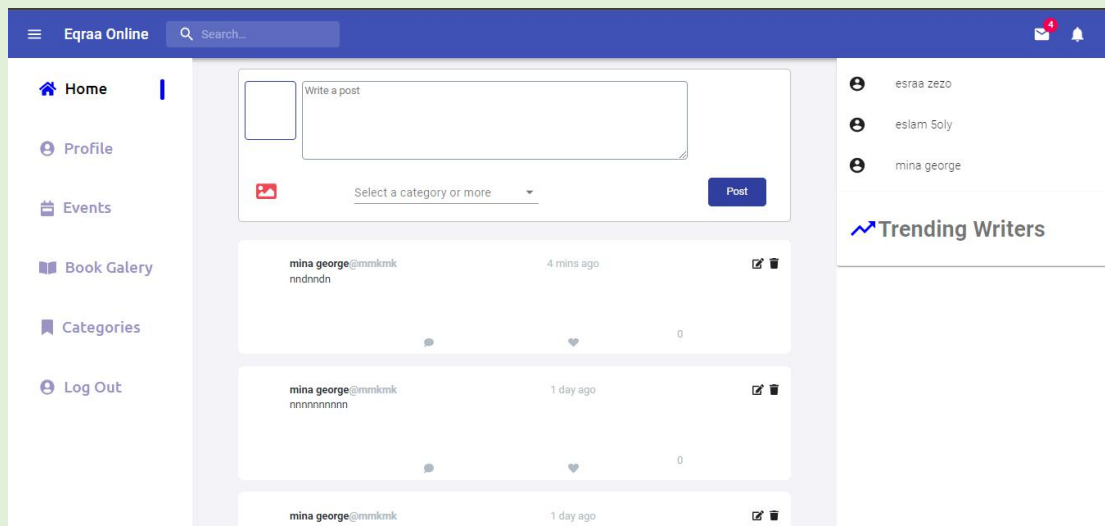 Eqraa Online
Search...
4
Home
Profile
Events
Book Galery
Categories
Log Out
Write a post
Select a category or more
Post
mina george@mmkmk
4 mins ago
nndnndn
0
mina george@mmkmk
1 day ago
nnnnnnnnnn
0
mina george@mmkmk
1 day ago
esraa zezo
eslam 5oly
mina george
Trending Writers